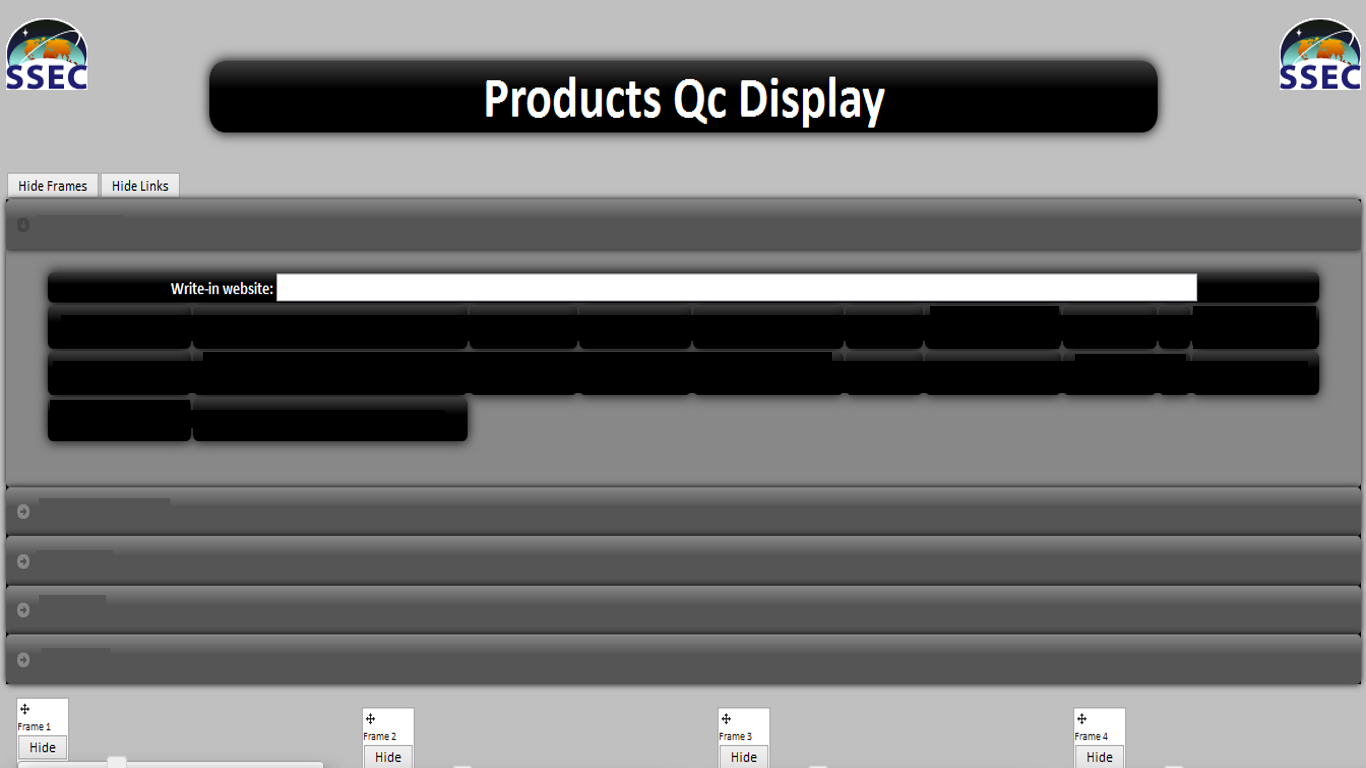 SSEC
SSEC
Products Qc Display
Hide Frames
Hide Links
Write-in website:
Frame 1
Hide
Frame 2
Hide
Frame 3
Hide
Frame 4
Hide